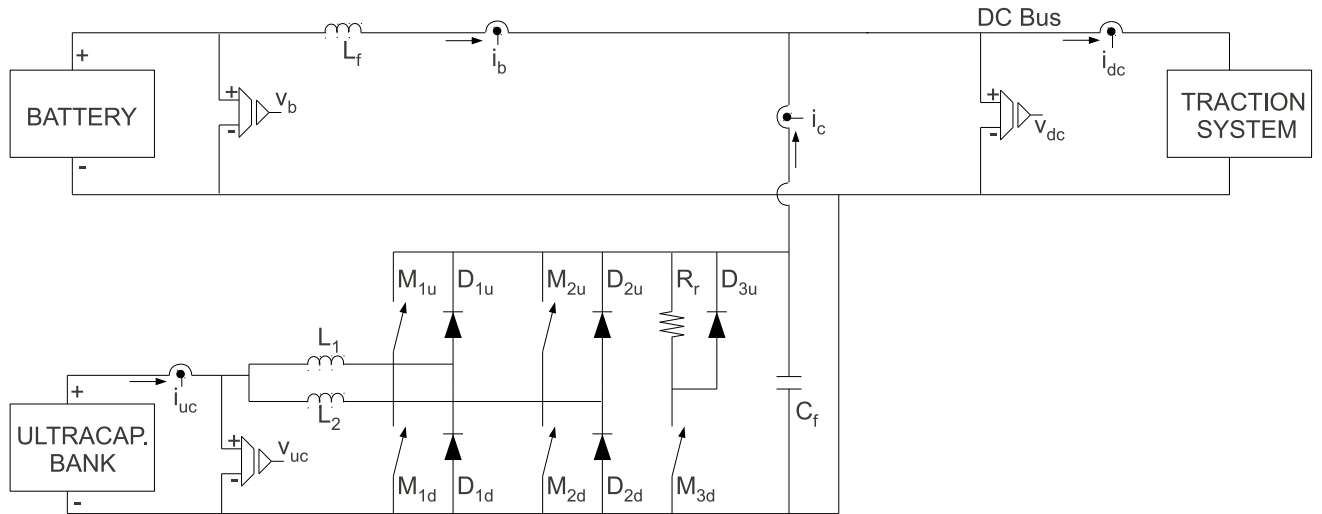 DC Bus
+
L_f
i_b
i_dc
BATTERY
+
-
v_b
i_c
+
-
v_dc
TRACTION
SYSTEM
-
M_1u
D_1u
M_2u
D_2u
R_r
D_3u
L_1
+
i_uc
L_2
C_f
ULTRACAP.
BANK
+
-
v_uc
-
M_1d
D_1d
M_2d
D_2d
M_3d